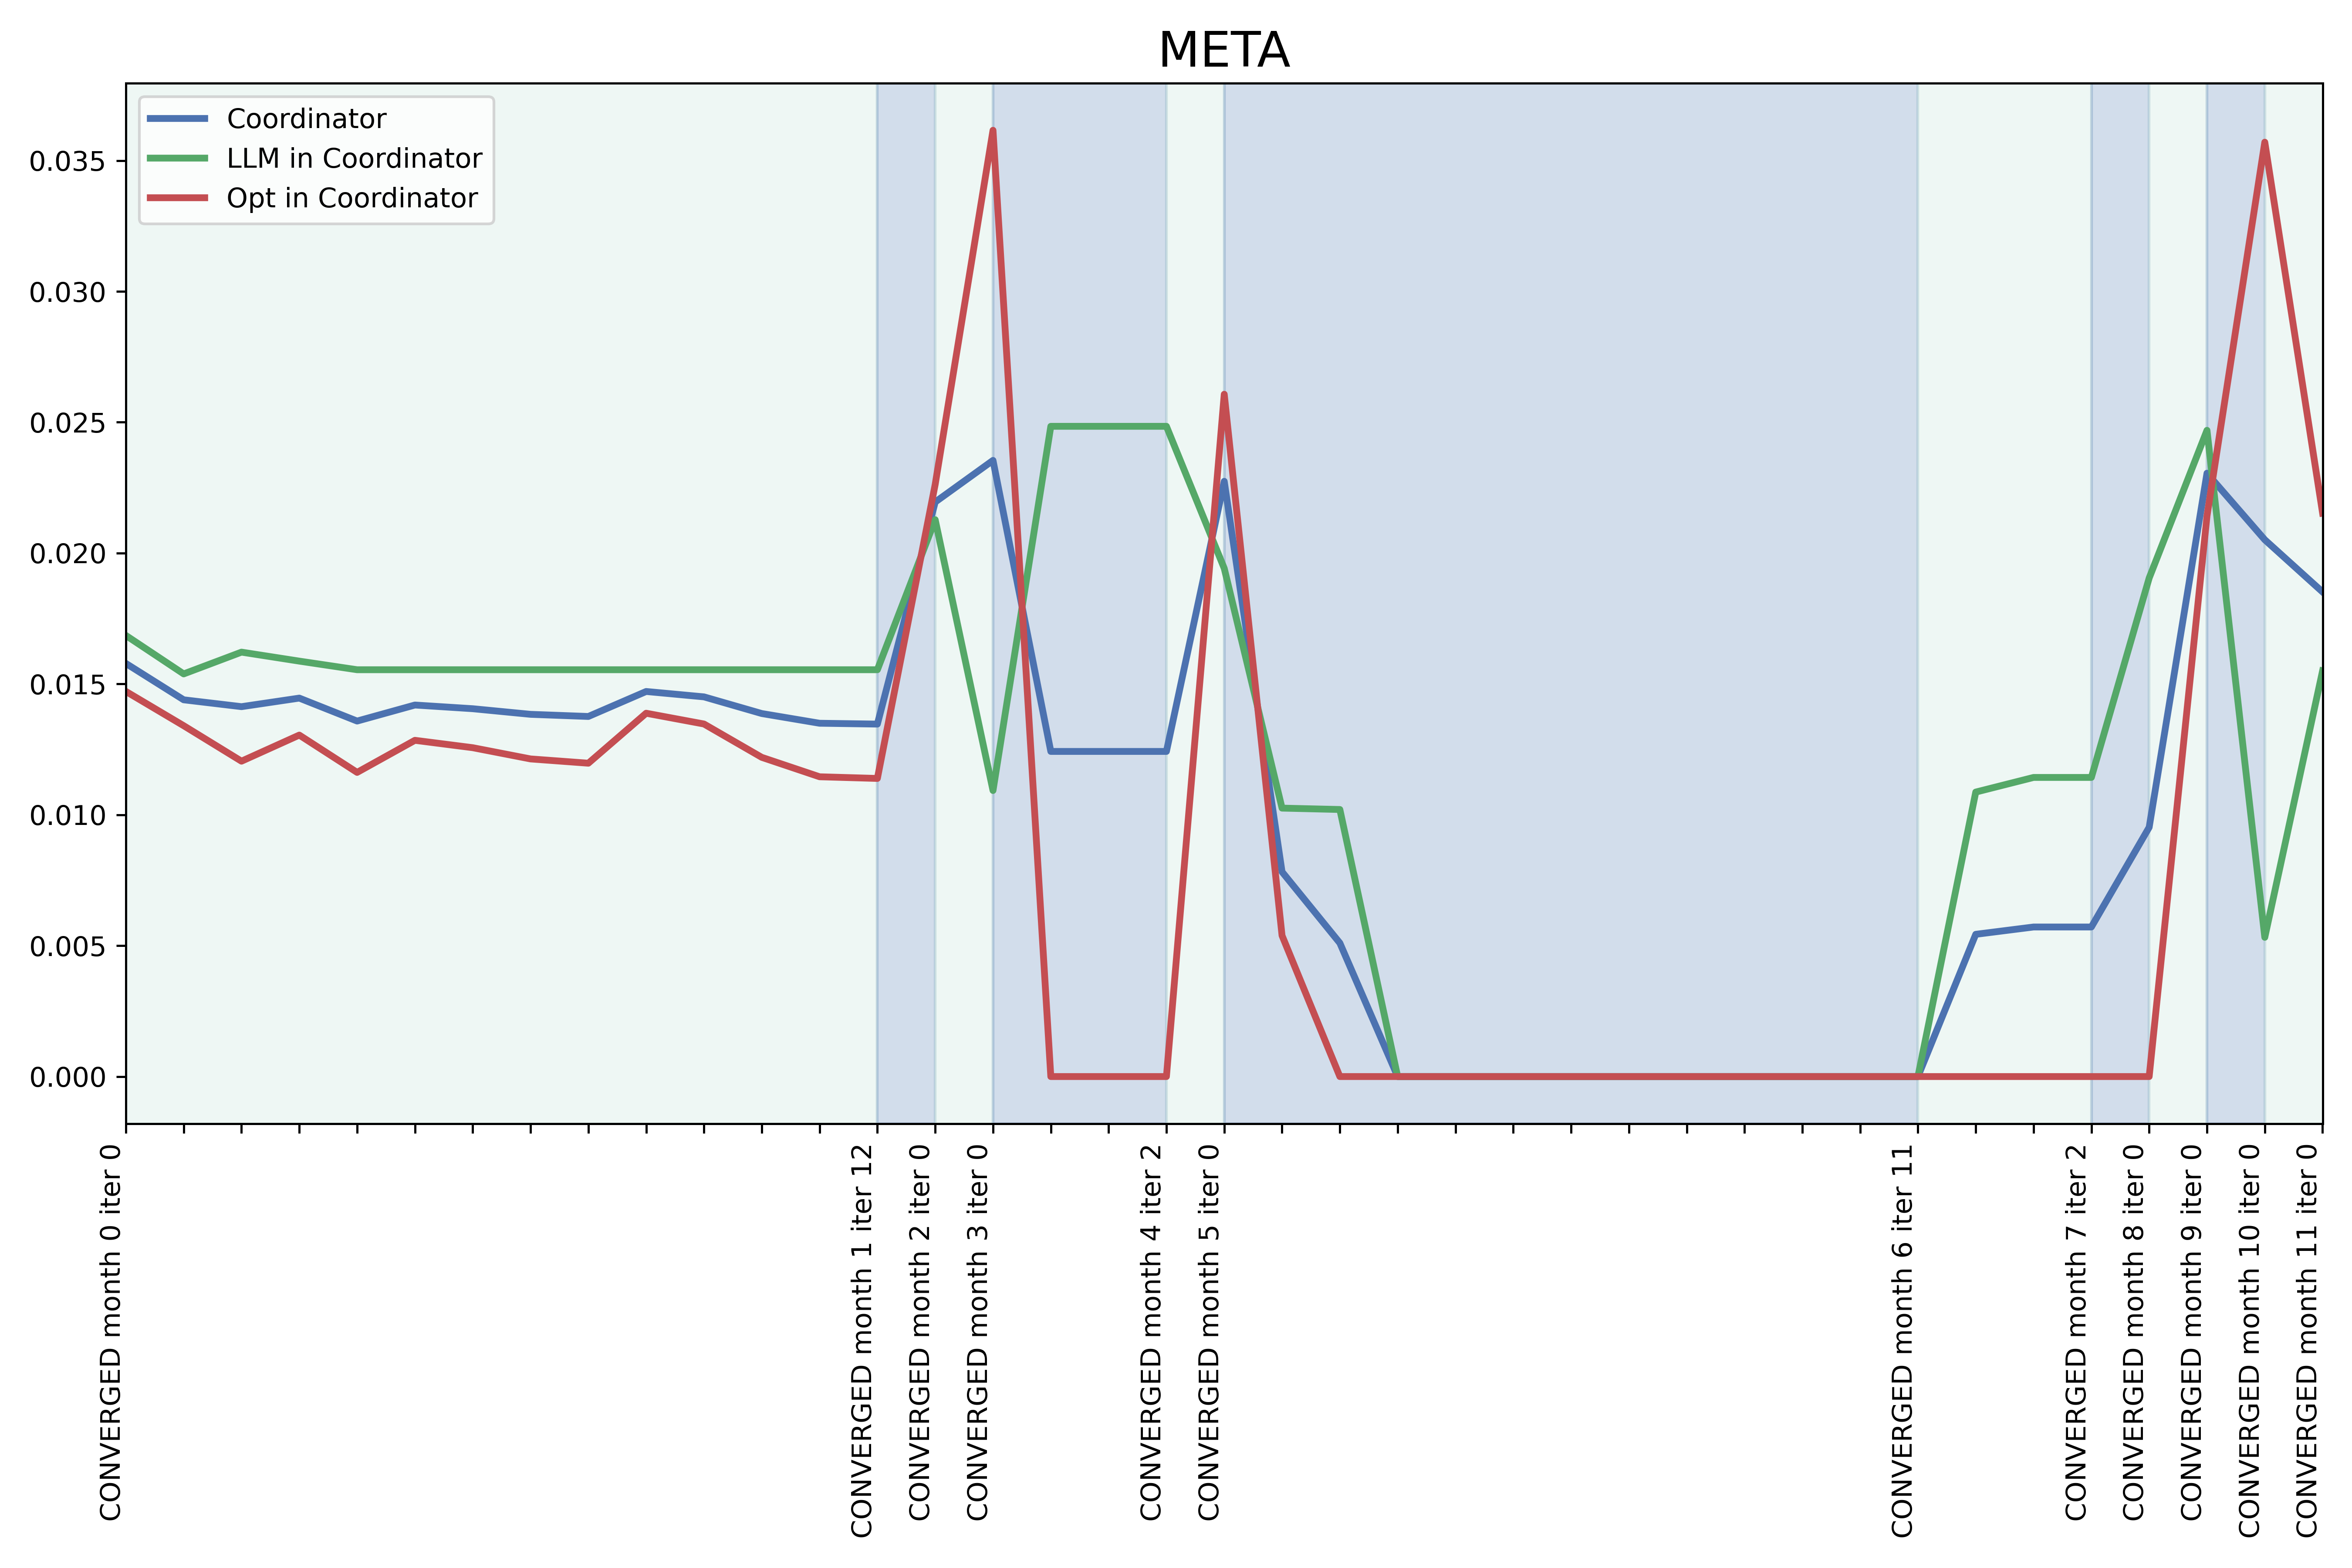 META
Coordinator
LLM in Coordinator
Opt in Coordinator
0.035
0.030
0.025
0.020
0.015
0.010
0.005
0.000
CONVERGED month 0 iter 0
CONVERGED month 1 iter 12
CONVERGED month 2 iter 0
CONVERGED month 3 iter 0
CONVERGED month 4 iter 2
CONVERGED month 5 iter 0
CONVERGED month 6 iter 11
CONVERGED month 7 iter 2
CONVERGED month 8 iter 0
CONVERGED month 9 iter 0
CONVERGED month 10 iter 0
CONVERGED month 11 iter 0